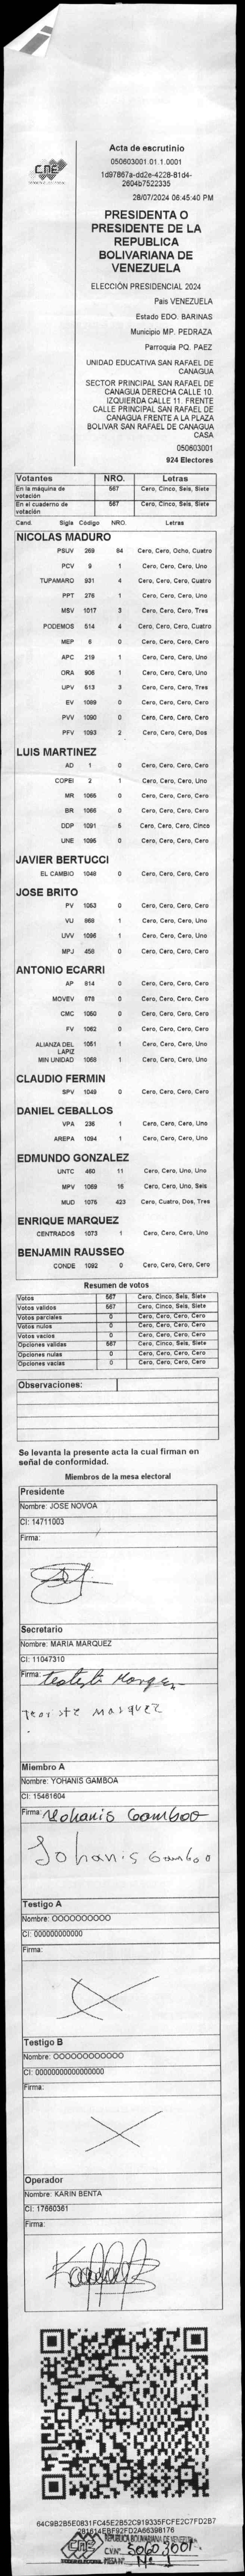 CNE
Acta de escrutinio
050603001.01.1.0001
1d97867a-dd2e-4228-81d4-
2604b7522335
28/07/2024 06:45:40 PM
PRESIDENTA O
PRESIDENTE DE LA
REPUBLICA
BOLIVARIANA DE
VENEZUELA
ELECCIÓN PRESIDENCIAL 2024
Pais VENEZUELA
Estado EDO. BARINAS
Municipio MP. PEDRAZA
Parroquia PQ. PAEZ
UNIDAD EDUCATIVA SAN RAFAEL DE
CANAGUA
SECTOR PRINCIPAL SAN RAFAEL DE
CANAGUA DERECHA CALLE 10.
IZQUIERDA CALLE 11. FRENTE
CALLE PRINCIPAL SAN RAFAEL DE
CANAGUA FRENTE A LA PLAZA
BOLIVAR SAN RAFAEL DE CANAGUA
CASA
050603001
924 Electores
Votantes NRO. Letras
En la máquina de votación 567 Cero, Cinco, Seis, Siete
En el cuaderno de votación 567 Cero, Cinco, Seis, Siete
Cand. Sigla Código NRO. Letras
NICOLAS MADURO
PSUV 269 84 Cero, Cero, Ocho, Cuatro
PCV 9 1 Cero, Cero, Cero, Uno
TUPAMARO 931 4 Cero, Cero, Cero, Cuatro
PPT 276 1 Cero, Cero, Cero, Uno
MSV 1017 3 Cero, Cero, Cero, Tres
PODEMOS 514 4 Cero, Cero, Cero, Cuatro
MEP 6 0 Cero, Cero, Cero, Cero
APC 219 1 Cero, Cero, Cero, Uno
ORA 906 1 Cero, Cero, Cero, Uno
UPV 513 3 Cero, Cero, Cero, Tres
EV 1089 0 Cero, Cero, Cero, Cero
PVV 1090 0 Cero, Cero, Cero, Cero
PFV 1093 2 Cero, Cero, Cero, Dos
LUIS MARTINEZ
AD 1 0 Cero, Cero, Cero, Cero
COPEI 2 1 Cero, Cero, Cero, Uno
MR 1065 0 Cero, Cero, Cero, Cero
BR 1066 0 Cero, Cero, Cero, Cero
DDP 1091 5 Cero, Cero, Cero, Cinco
UNE 1095 0 Cero, Cero, Cero, Cero
JAVIER BERTUCCI
EL CAMBIO 1048 0 Cero, Cero, Cero, Cero
JOSE BRITO
PV 1053 0 Cero, Cero, Cero, Cero
VU 868 1 Cero, Cero, Cero, Uno
UVV 1096 1 Cero, Cero, Cero, Uno
MPJ 458 0 Cero, Cero, Cero, Cero
ANTONIO ECARRI
AP 814 0 Cero, Cero, Cero, Cero
MOVEV 878 0 Cero, Cero, Cero, Cero
CMC 1050 0 Cero, Cero, Cero, Cero
FV 1062 0 Cero, Cero, Cero, Cero
ALIANZA DEL LAPIZ 1051 1 Cero, Cero, Cero, Uno
MIN UNIDAD 1068 1 Cero, Cero, Cero, Uno
CLAUDIO FERMIN
SPV 1049 0 Cero, Cero, Cero, Cero
DANIEL CEBALLOS
VPA 236 1 Cero, Cero, Cero, Uno
AREPA 1094 1 Cero, Cero, Cero, Uno
EDMUNDO GONZALEZ
UNTC 460 11 Cero, Cero, Uno, Uno
MPV 1069 16 Cero, Cero, Uno, Seis
MUD 1075 423 Cero, Cuatro, Dos, Tres
ENRIQUE MARQUEZ
CENTRADOS 1073 1 Cero, Cero, Cero, Uno
BENJAMIN RAUSSEO
CONDE 1092 0 Cero, Cero, Cero, Cero
Resumen de votos
Votos 567 Cero, Cinco, Seis, Siete
Votos validos 567 Cero, Cinco, Seis, Siete
Votos parciales 0 Cero, Cero, Cero, Cero
Votos nulos 0 Cero, Cero, Cero, Cero
Votos vacios 0 Cero, Cero, Cero, Cero
Opciones validas 567 Cero, Cinco, Seis, Siete
Opciones nulas 0 Cero, Cero, Cero, Cero
Opciones vacias 0 Cero, Cero, Cero, Cero
Observaciones:
Se levanta la presente acta la cual firman en
señal de conformidad.
Miembros de la mesa electoral
Presidente
Nombre: JOSE NOVOA
CI: 14711003
Firma:
Secretario
Nombre: MARIA MARQUEZ
CI: 11047310
Firma:
Marquez
Miembro A
Nombre: YOHANIS GAMBOA
CI: 15461604
Firma: Yohanis Gamboa
Yohanis Gamboa
Testigo A
Nombre: OOOOOOOOOO
CI: 000000000000
Firma:
Testigo B
Nombre: OOOOOOOOOOOO
CI: 00000000000000000
Firma:
Operador
Nombre: KARIN BENTA
CI: 17660361
Firma:
64C9B2B5E0831FC45E2B52C919335FCFE2C7FD2B7
281614EBF92FD2A66398176
REPUBLICA BOLIVARIANA DE VENEZUELA
CNE
C.V.Nº 50603001
MESA Nº 1